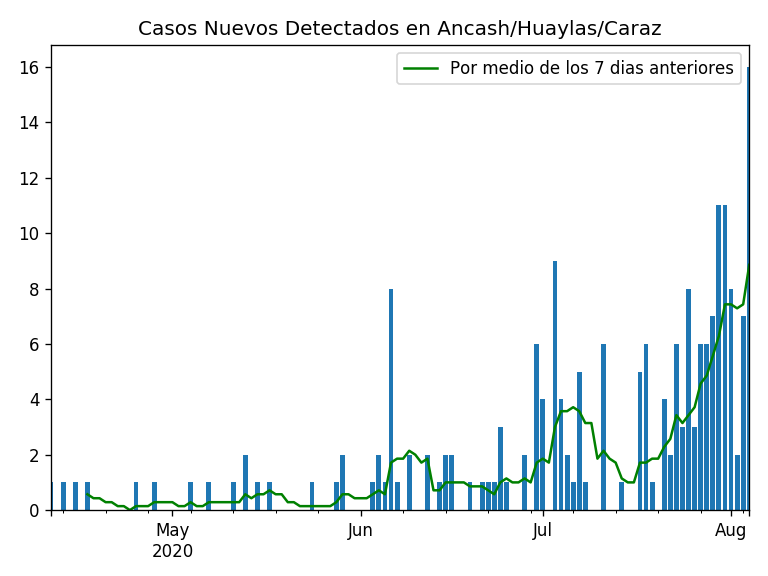 Casos Nuevos Detectados en Ancash/Huaylas/Caraz
Por medio de los 7 dias anteriores
16
14
12
10
8
6
4
2
0
May
2020
Jun
Jul
Aug